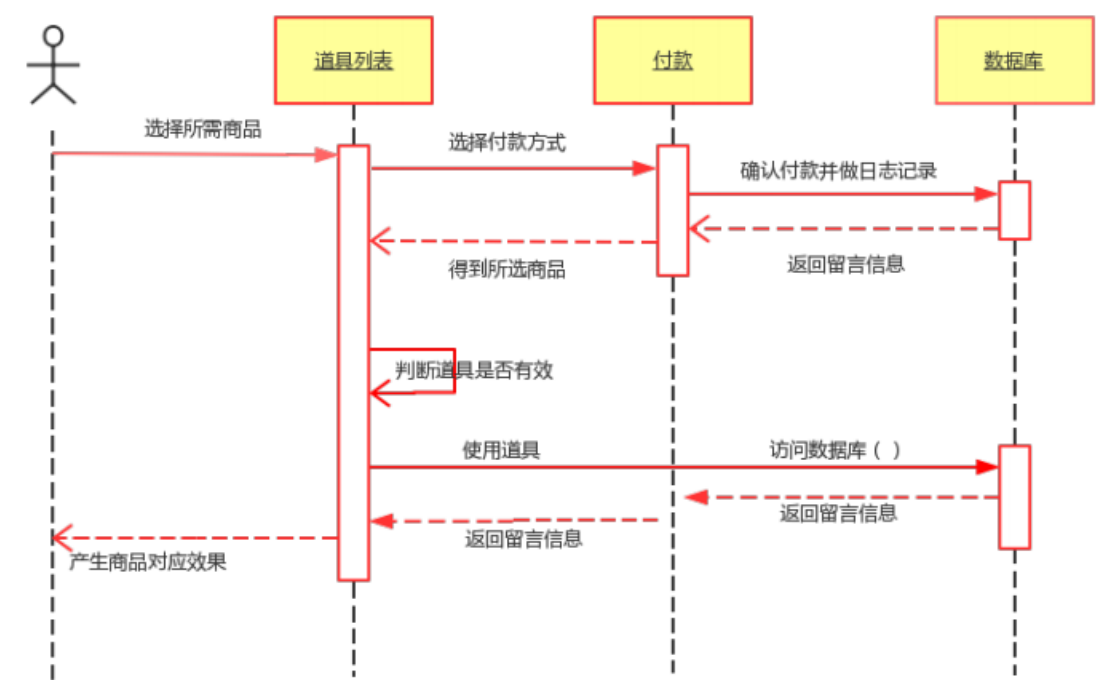 道具列表
付款
数据库
选择所需商品
选择付款方式
确认付款并做日志记录
得到所选商品
返回留言信息
判断道具是否有效
使用道具
访问数据库（ ）
返回留言信息
返回留言信息
产生商品对应效果